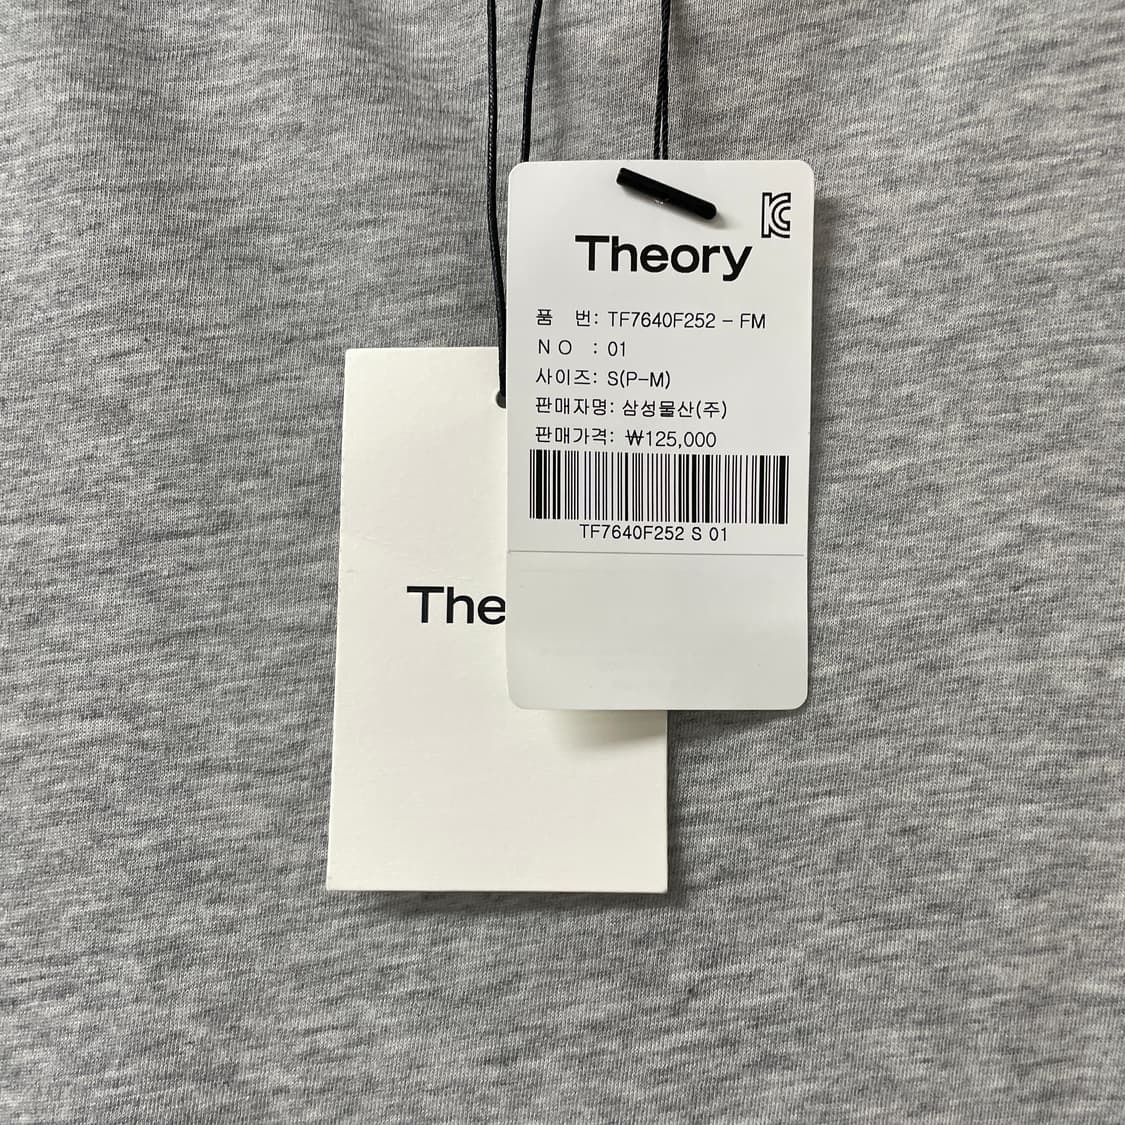 Theory
품 번: TF7640F252 - FM
NO : 01
사이즈: S(P-M)
판매자명: 삼성물산(주)
판매가격: ₩125,000
TF7640F252 S 01
The